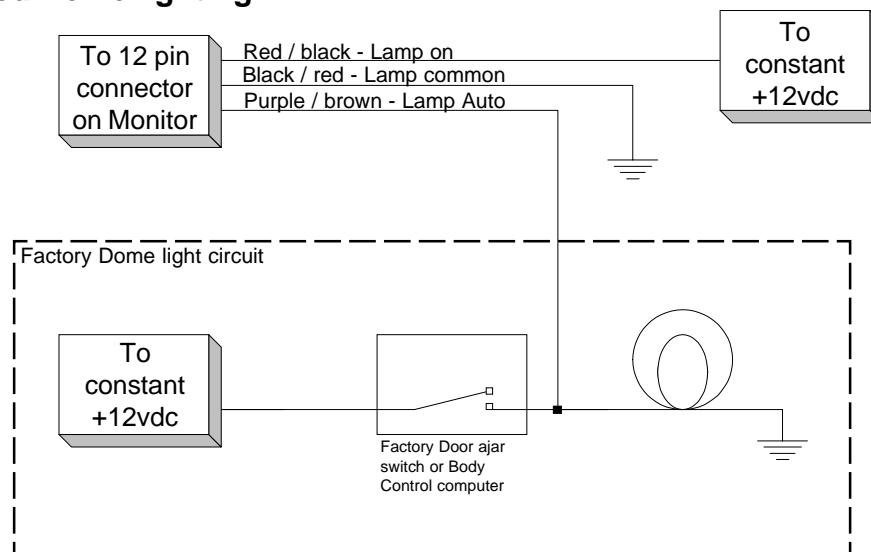 To 12 pin
connector
on Monitor
Red / black - Lamp on
Black / red - Lamp common
Purple / brown - Lamp Auto
To
constant
+12vdc
Factory Dome light circuit
To
constant
+12vdc
Factory Door ajar
switch or Body
Control computer